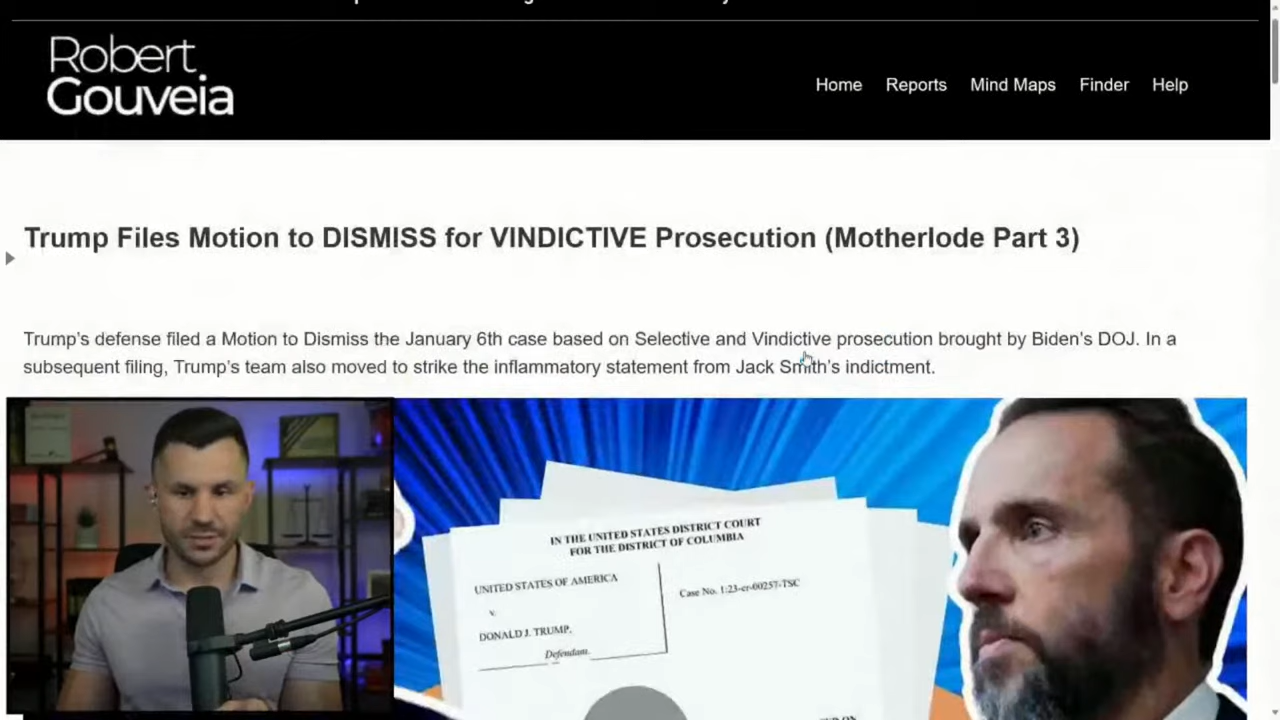 Robert
Gouveia
Home Reports Mind Maps Finder Help
Trump Files Motion to DISMISS for VINDICTIVE Prosecution (Motherlode Part 3)
Trump's defense filed a Motion to Dismiss the January 6th case based on Selective and Vindictive prosecution brought by Biden's DOJ. In a
subsequent filing, Trump's team also moved to strike the inflammatory statement from Jack Smith's indictment.
IN THE UNITED STATES DISTRICT COURT
FOR THE DISTRICT OF COLUMBIA
UNITED STATES OF AMERICA
v.
DONALD J. TRUMP,
Defendant.
Case No. 1:23-cr-00257-TSC